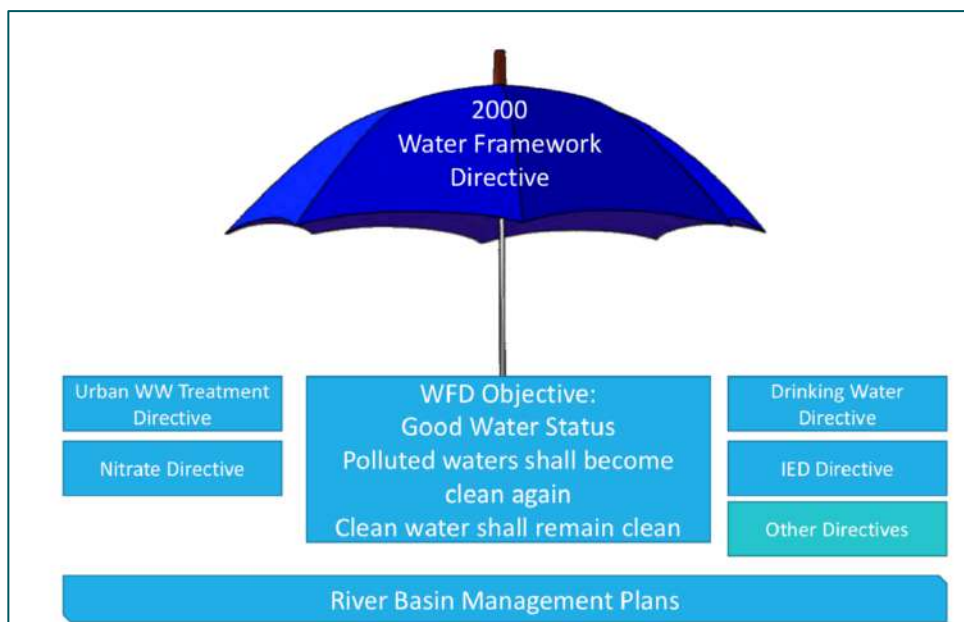 2000
Water Framework
Directive
Urban WW Treatment
Directive
Nitrate Directive
WFD Objective:
Good Water Status
Polluted waters shall become
clean again
Clean water shall remain clean
Drinking Water
Directive
IED Directive
Other Directives
River Basin Management Plans